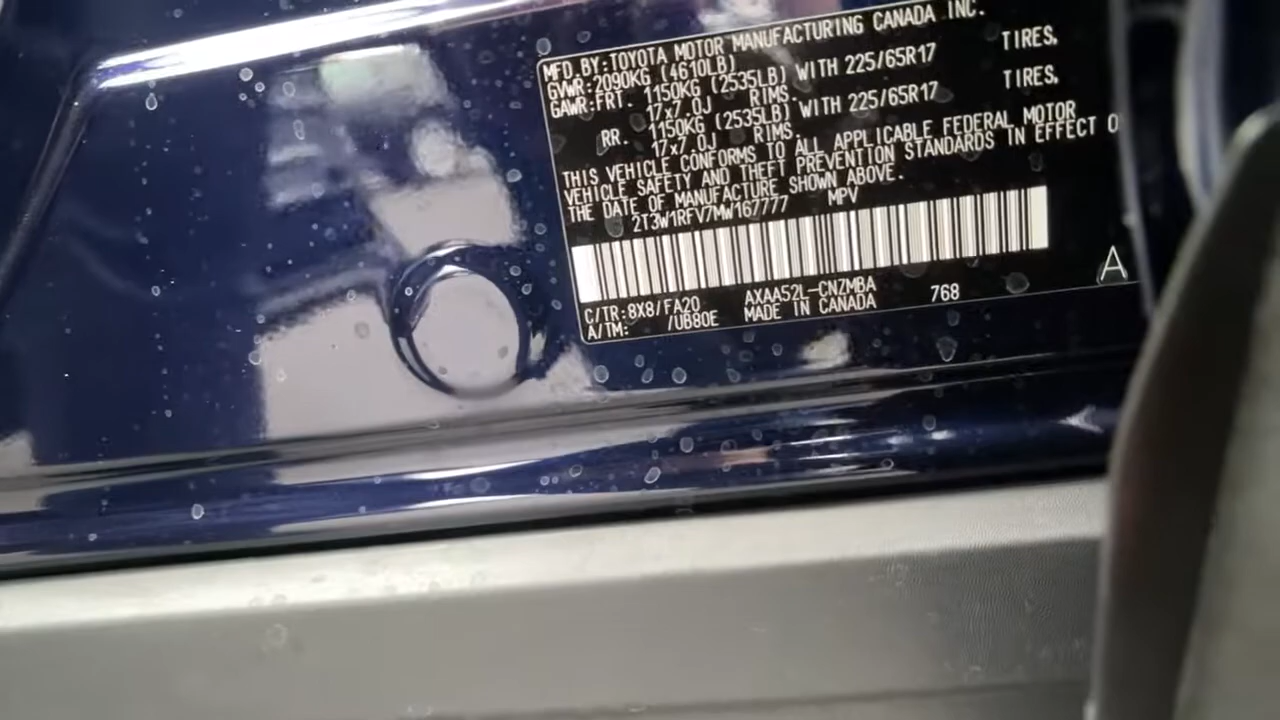 MFD.BY:TOYOTA MOTOR MANUFACTURING CANADA INC.
GVWR:2090KG (4610LB)
GAWR:FRT. 1150KG (2535LB) WITH 225/65R17 TIRES,
17x7.0J RIMS.
RR. 1150KG (2535LB) WITH 225/65R17 TIRES,
17x7.0J RIMS.
THIS VEHICLE CONFORMS TO ALL APPLICABLE FEDERAL MOTOR
VEHICLE SAFETY AND THEFT PREVENTION STANDARDS IN EFFECT O
THE DATE OF MANUFACTURE SHOWN ABOVE.
2T3W1RFV7MW167777 MPV
C/TR:8X8/FA20 AXAA52L-CNZMBA 768
A/TM: /UB80E MADE IN CANADA
A